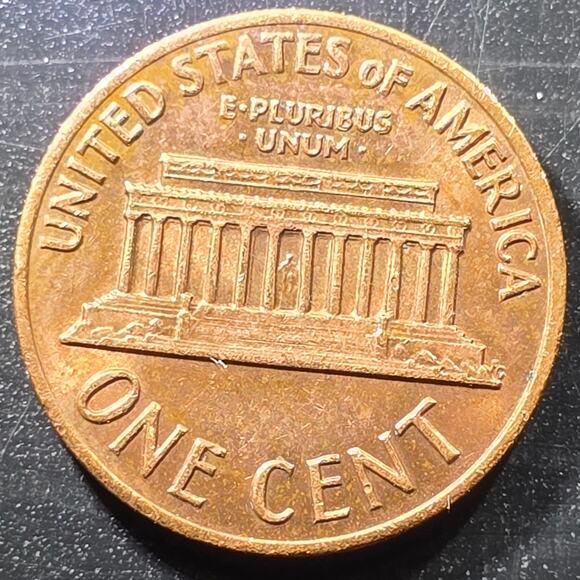 UNITED STATES OF AMERICA
E·PLURIBUS
·UNUM·
ONE CENT